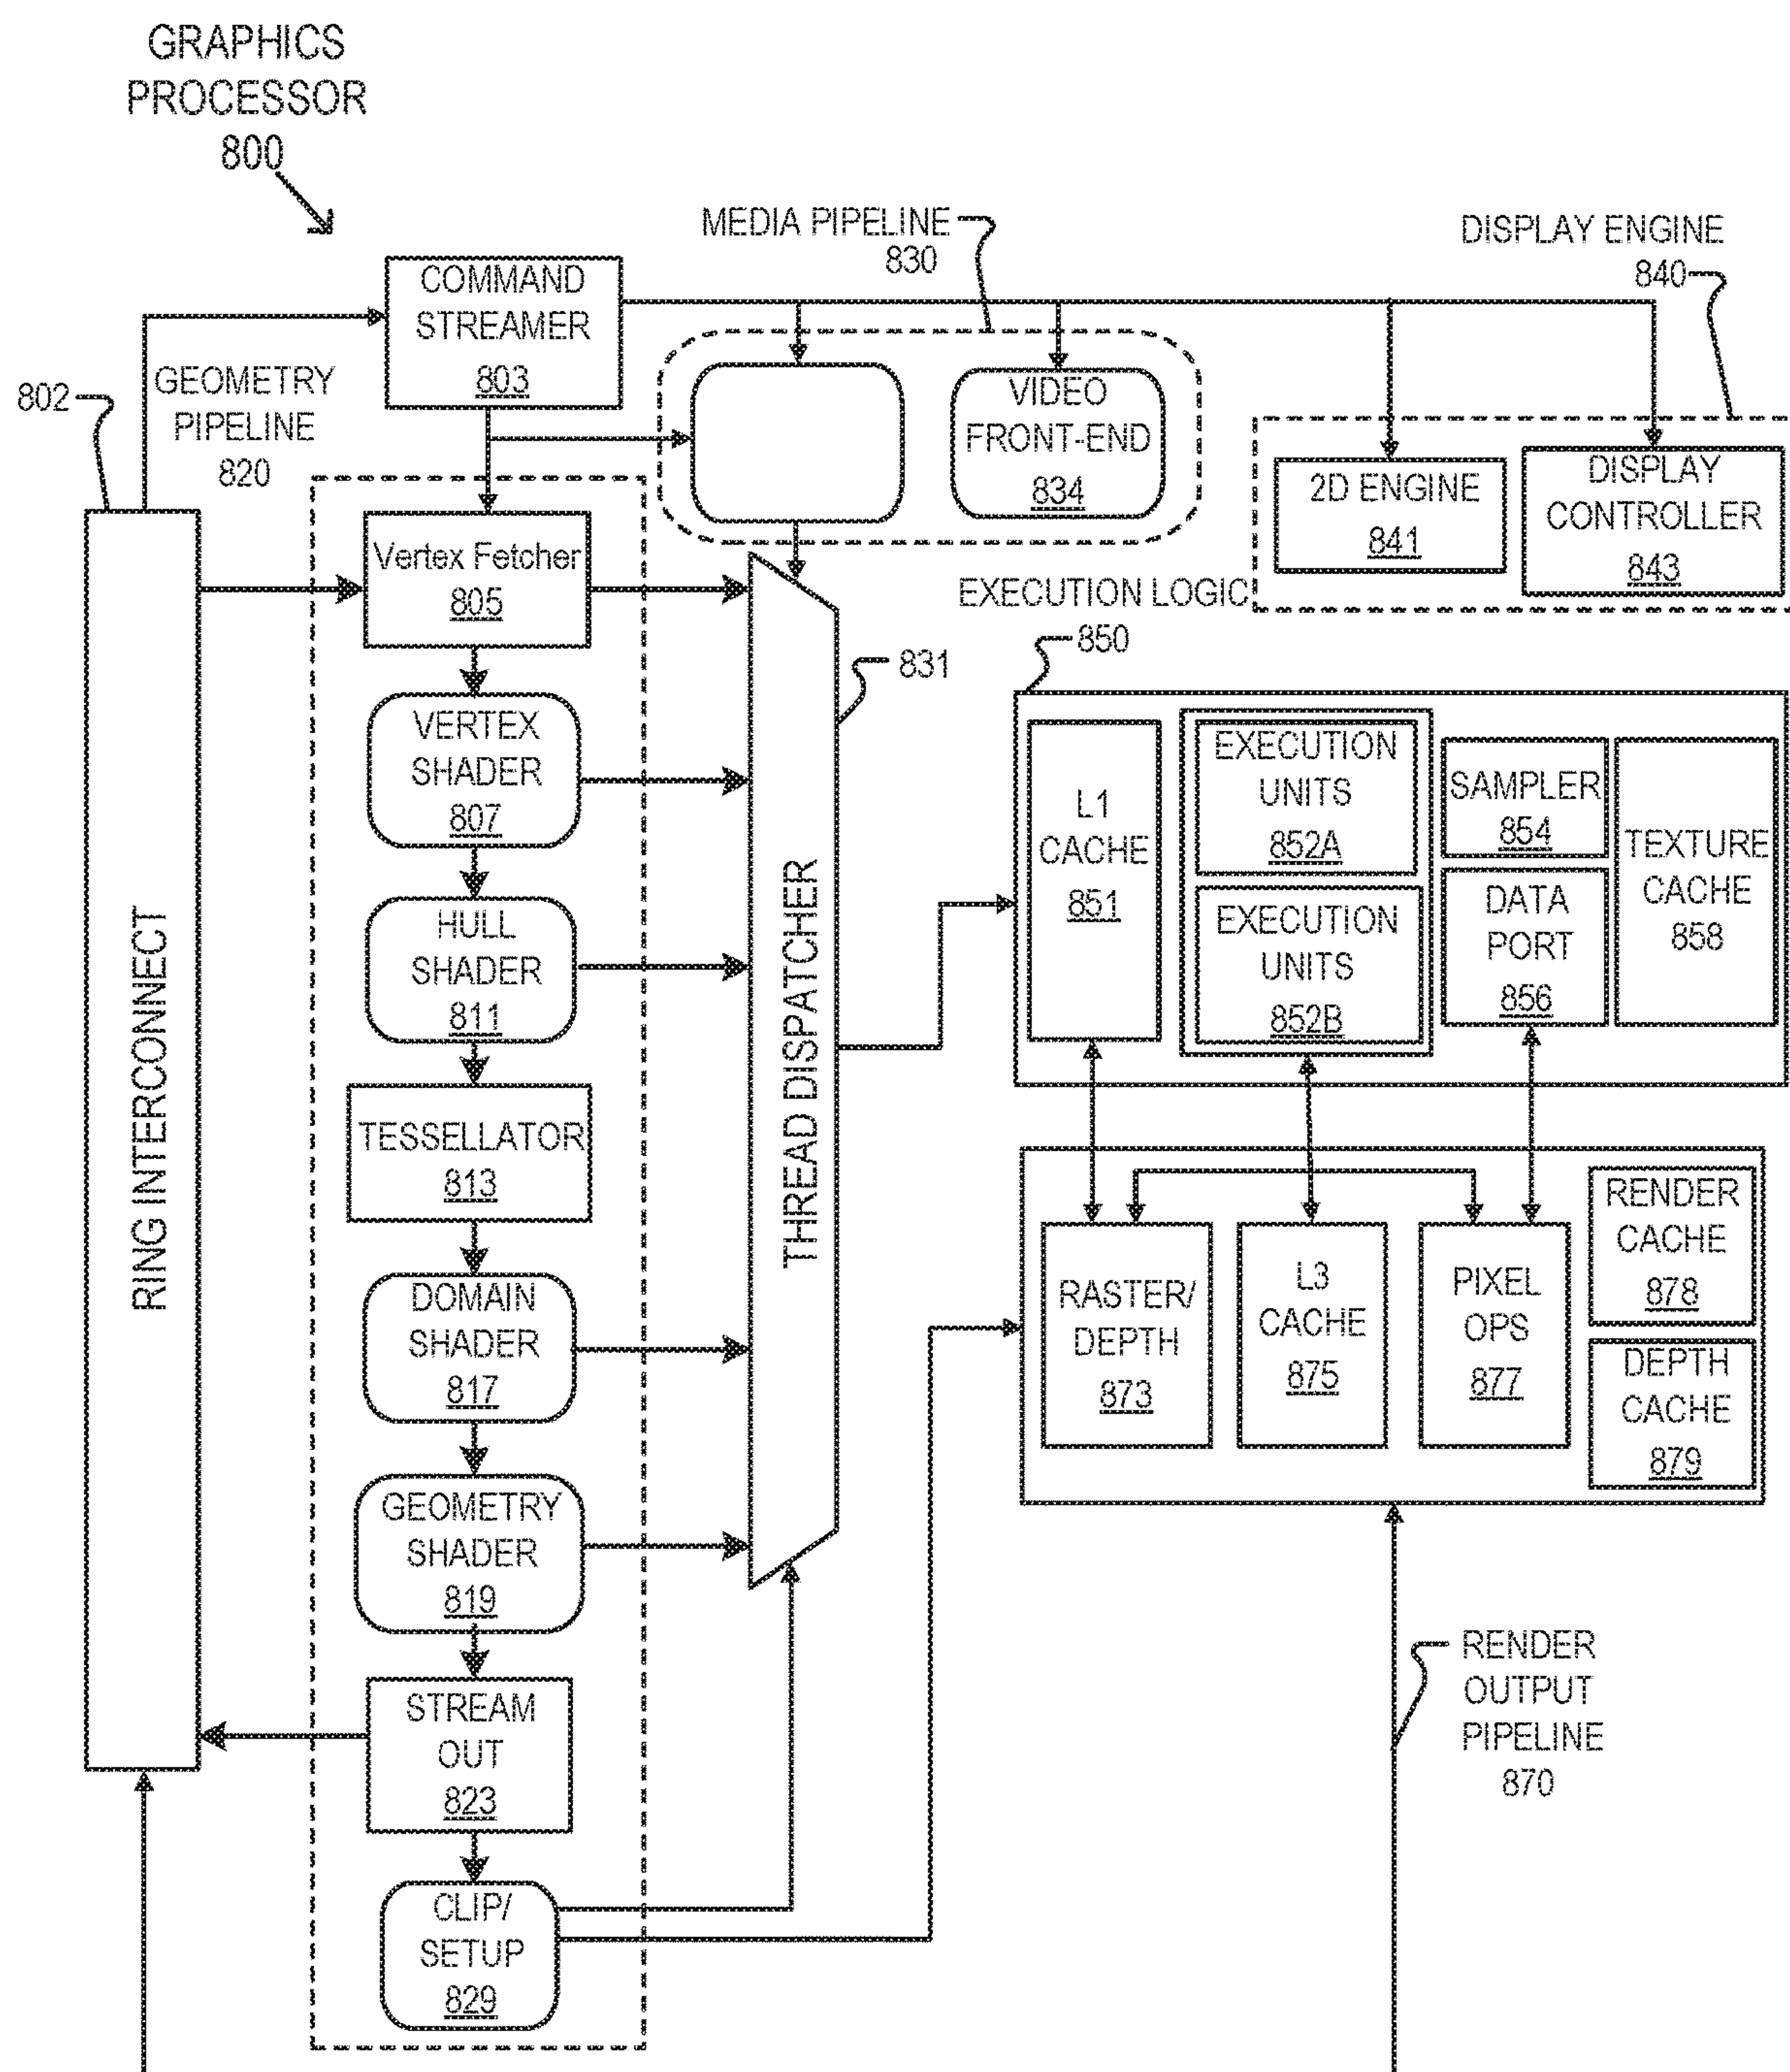 GRAPHICS
PROCESSOR
800
MEDIA PIPELINE
830
DISPLAY ENGINE
840
COMMAND
STREAMER
803
802
GEOMETRY
PIPELINE
820
VIDEO
FRONT-END
834
2D ENGINE
841
DISPLAY
CONTROLLER
843
Vertex Fetcher
805
EXECUTION LOGIC
850
831
VERTEX
SHADER
807
HULL
SHADER
811
TESSELLATOR
813
DOMAIN
SHADER
817
GEOMETRY
SHADER
819
STREAM
OUT
823
CLIP/
SETUP
829
RING INTERCONNECT
THREAD DISPATCHER
L1
CACHE
851
EXECUTION
UNITS
852A
EXECUTION
UNITS
852B
SAMPLER
854
DATA
PORT
856
TEXTURE
CACHE
858
RASTER/
DEPTH
873
L3
CACHE
875
PIXEL
OPS
877
RENDER
CACHE
878
DEPTH
CACHE
879
RENDER
OUTPUT
PIPELINE
870